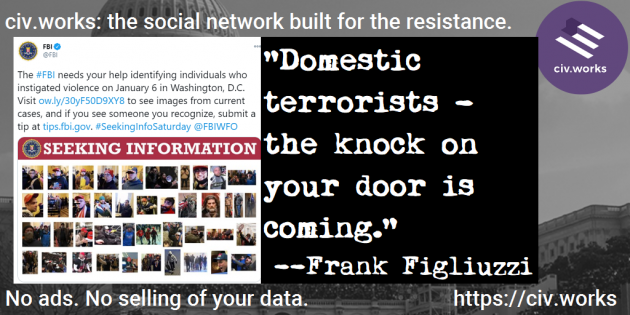 civ.works: the social network built for the resistance.
civ.works
FBI
@FBI
The #FBI needs your help identifying individuals who
instigated violence on January 6 in Washington, D.C.
Visit ow.ly/30yF50D9XY8 to see images from current
cases, and if you see someone you recognize, submit a
tip at tips.fbi.gov. #SeekingInfoSaturday @FBIWFO
SEEKING INFORMATION
"Domestic
terrorists -
the knock on
your door is
coming."
--Frank Figliuzzi
No ads. No selling of your data.
https://civ.works